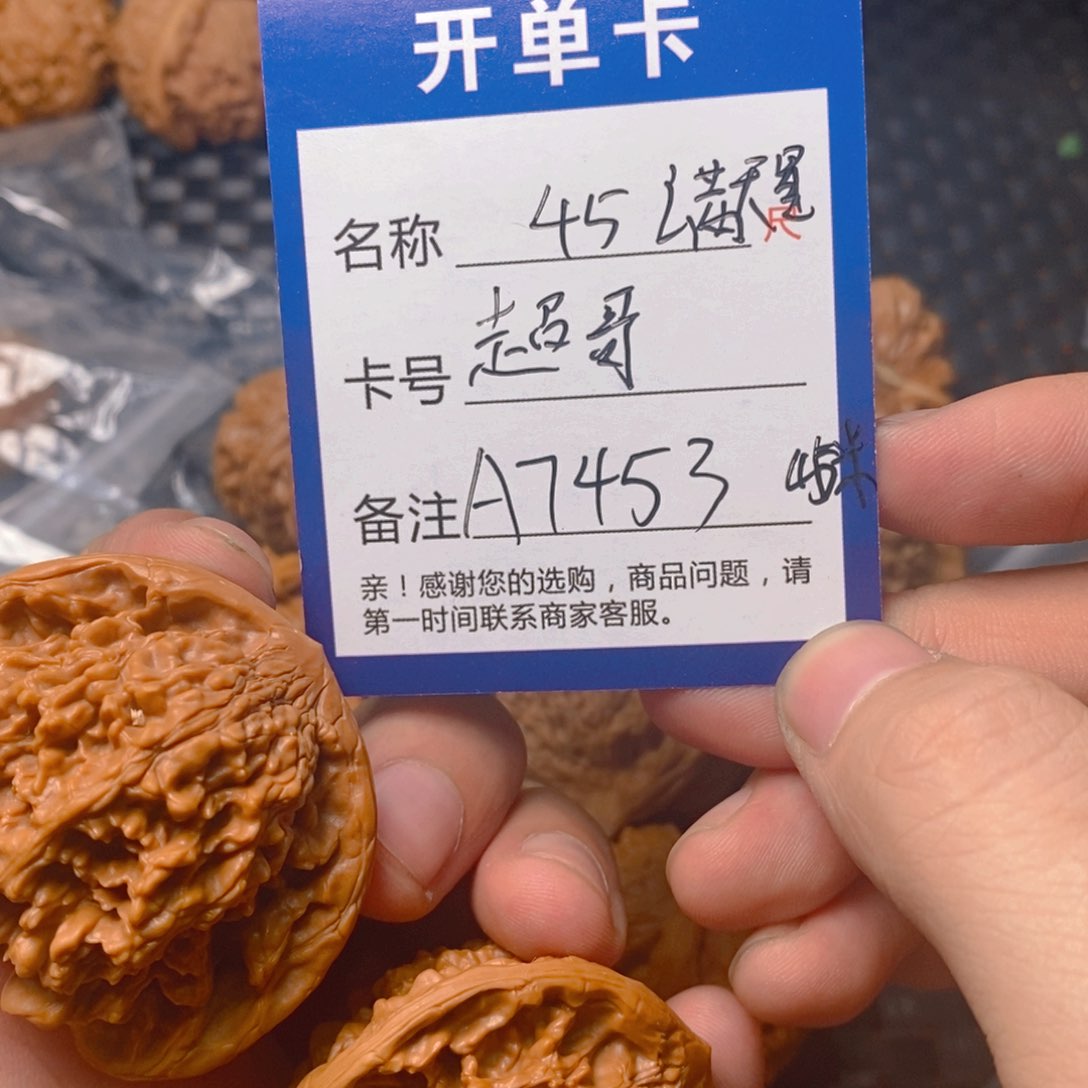 开单卡
名称 45满天星
尺
卡号 超哥
备注 A7453
亲！感谢您的选购，商品问题，请
第一时间联系商家客服。